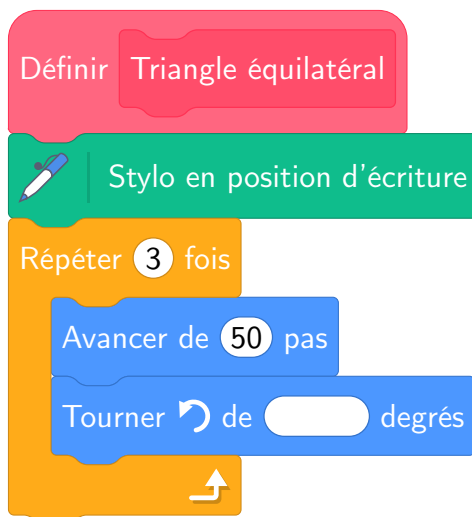 Définir Triangle équilatéral
Stylo en position d'écriture
Répéter 3 fois
Avancer de 50 pas
Tourner de degrés